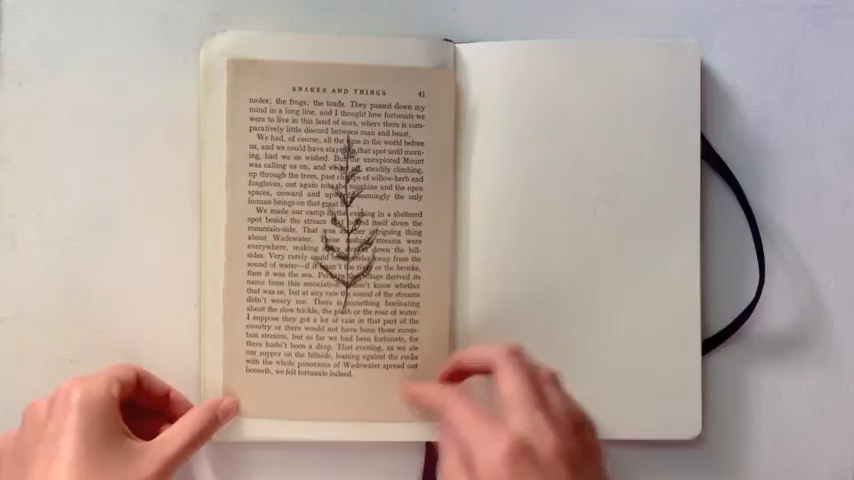 SNAKES AND THINGS 41
moles; the frogs; the toads. They passed down my
mind in a long line, and I thought how fortunate we
were to live in this land of ours, where there is com-
paratively little discord between man and beast.
We had, of course, all the time in the world before
us, and we could have stayed in that spot until morn-
ing, had we so wished. But the unexplored Mount
was calling us on, and we steadily climbing,
up through the trees, past clumps of willow-herb and
foxgloves, out again into the sunshine and the open
spaces, onward and up seemingly the only
human beings on that great
We made our camp in the evening in a sheltered
spot beside the stream that itself down the
mountain-side. That was another intriguing thing
about Wadewater. streams were
everywhere, making down the hill-
sides. Very rarely could away from the
sound of water—if it wasn't the river or the brooks,
then it was the sea. Perhaps village derived its
name from this association. I don't know whether
that was so, but at any rate the sound of the streams
didn't weary me. There is something fascinating
about the slow trickle, the plash or the roar of water.
I suppose they got a lot of rain in that part of the
country or there would not have been those moun-
tain streams, but so far we had been fortunate, for
there hadn't been a drop. That evening, as we ate
our supper on the hillside, leaning against the rocks
with the whole panorama of Wadewater spread out
beneath, we felt fortunate indeed.